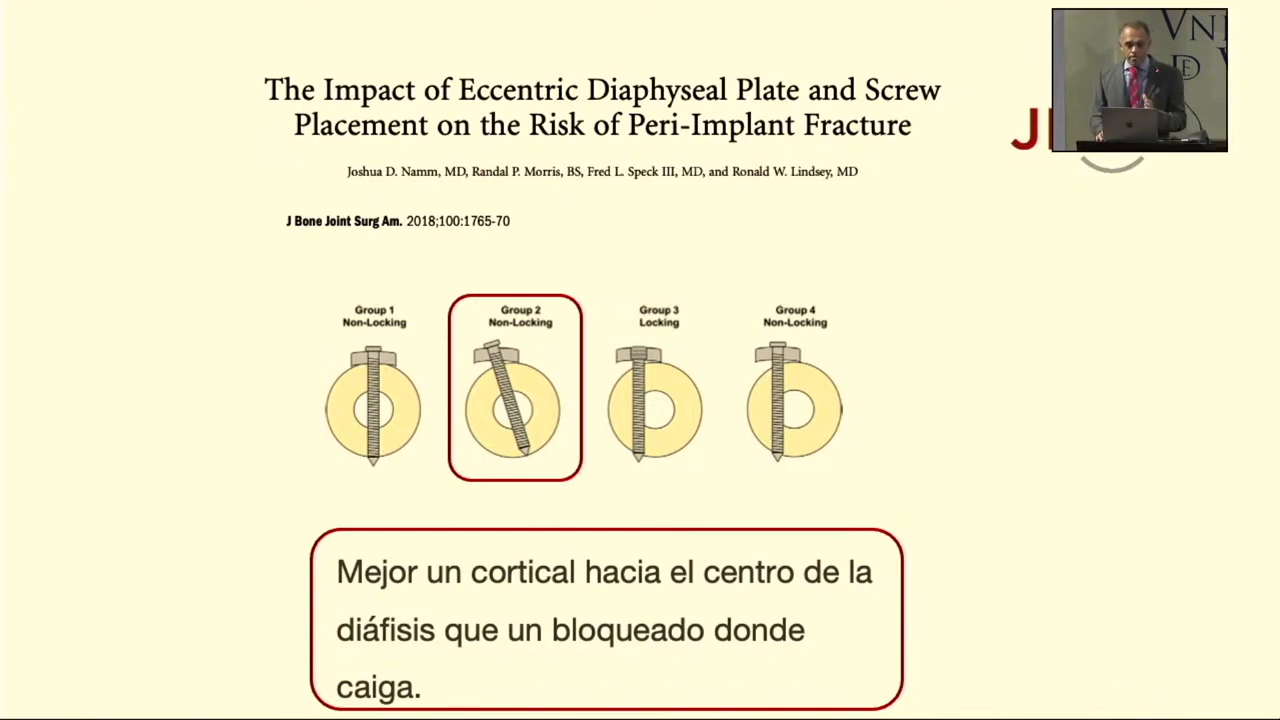 The Impact of Eccentric Diaphyseal Plate and Screw
Placement on the Risk of Peri-Implant Fracture
Joshua D. Namm, MD, Randal P. Morris, BS, Fred L. Speck III, MD, and Ronald W. Lindsey, MD
J Bone Joint Surg Am. 2018;100:1765-70
Group 1
Non-Locking
Group 2
Non-Locking
Group 3
Locking
Group 4
Non-Locking
Mejor un cortical hacia el centro de la
diáfisis que un bloqueado donde
caiga.